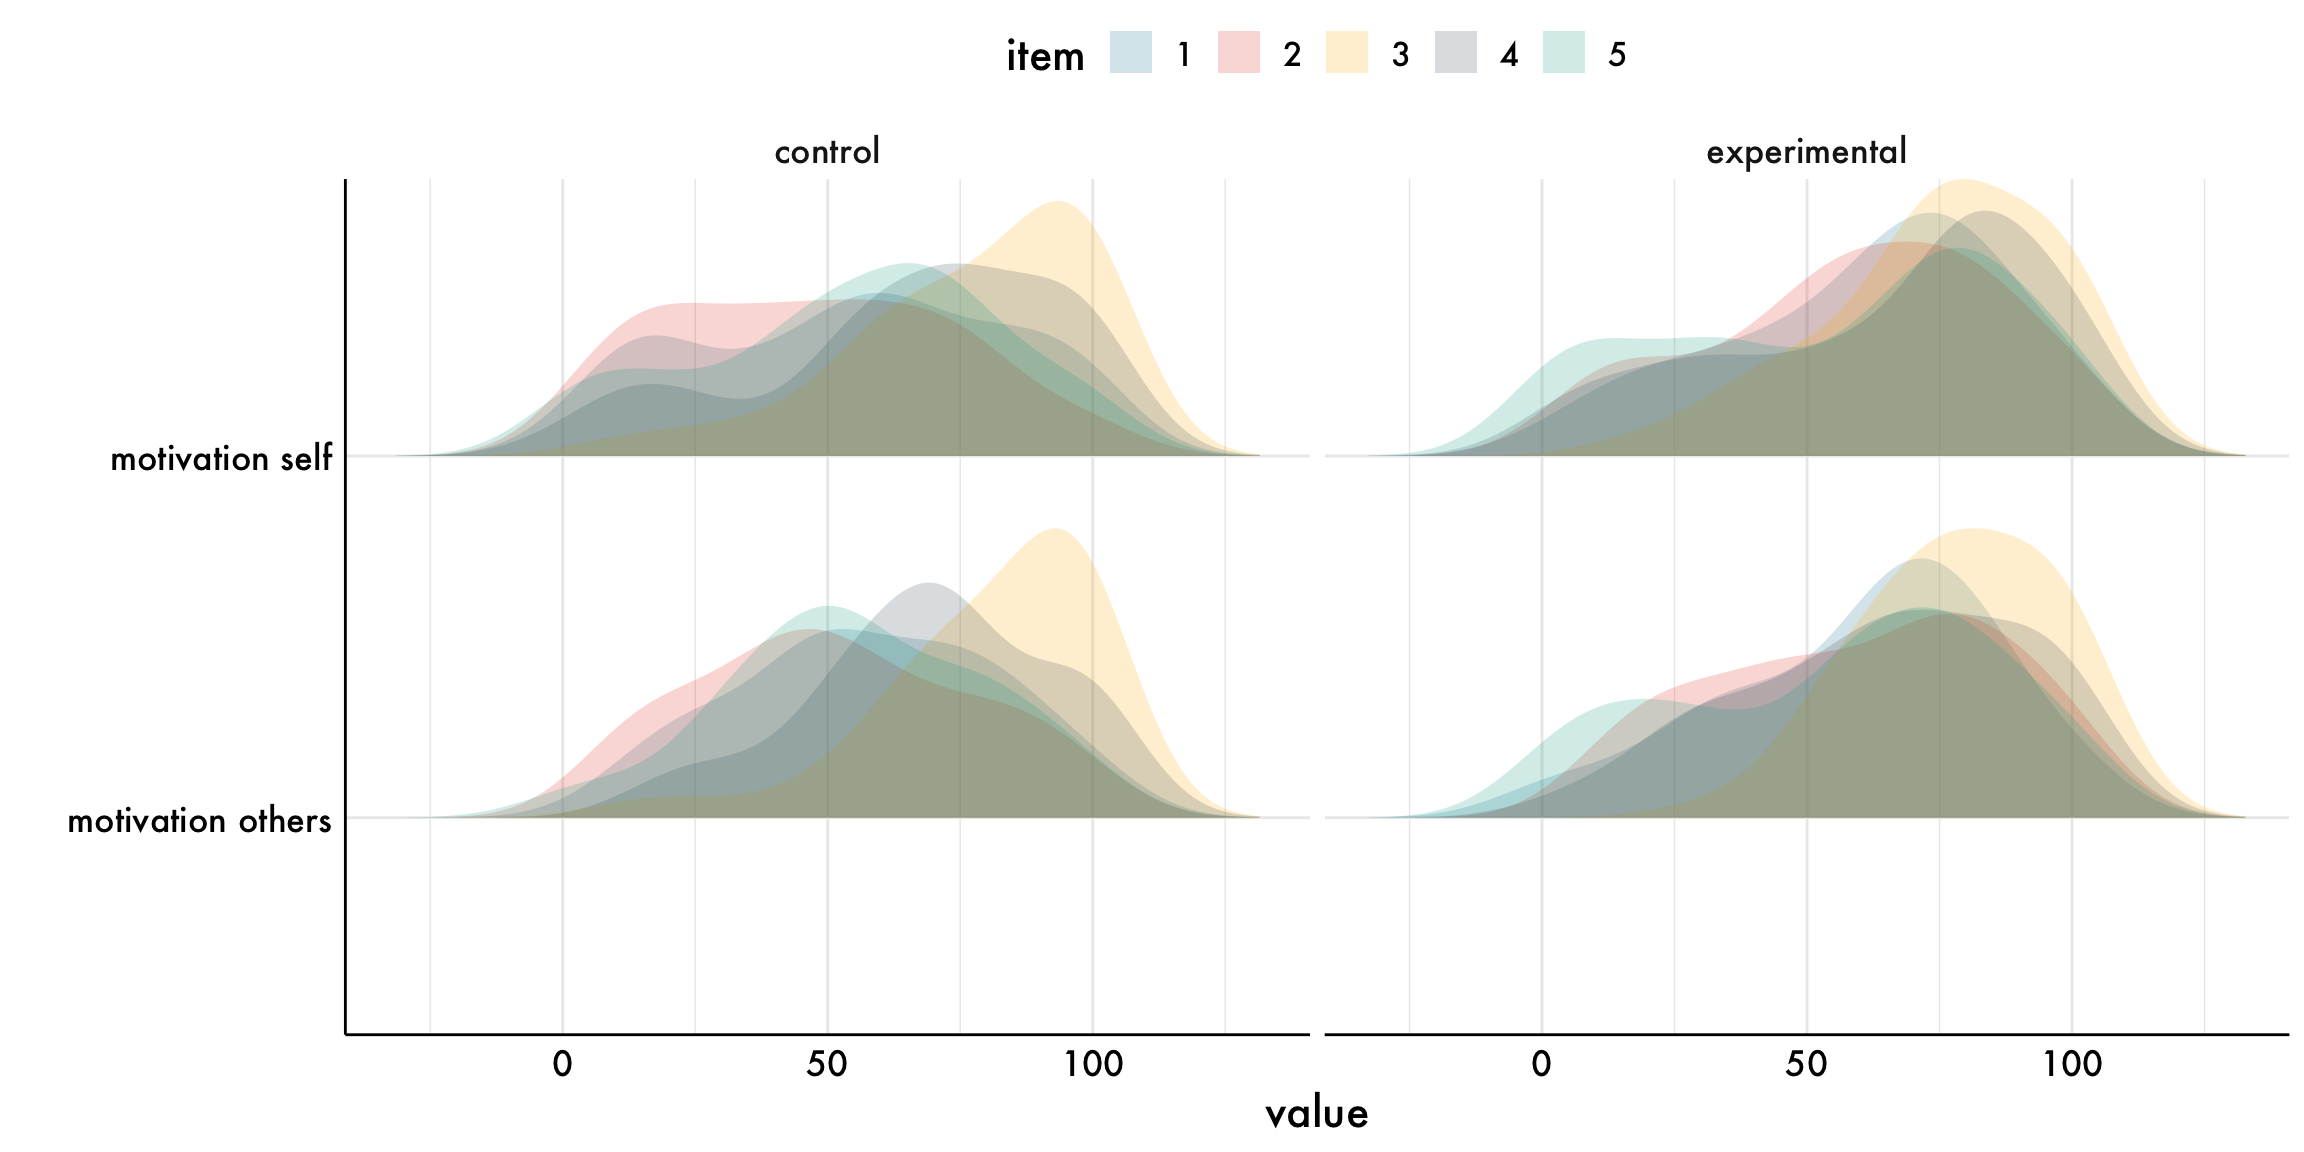 item 1 2 3 4 5
control experimental
motivation self
motivation others
0 50 100 0 50 100
value